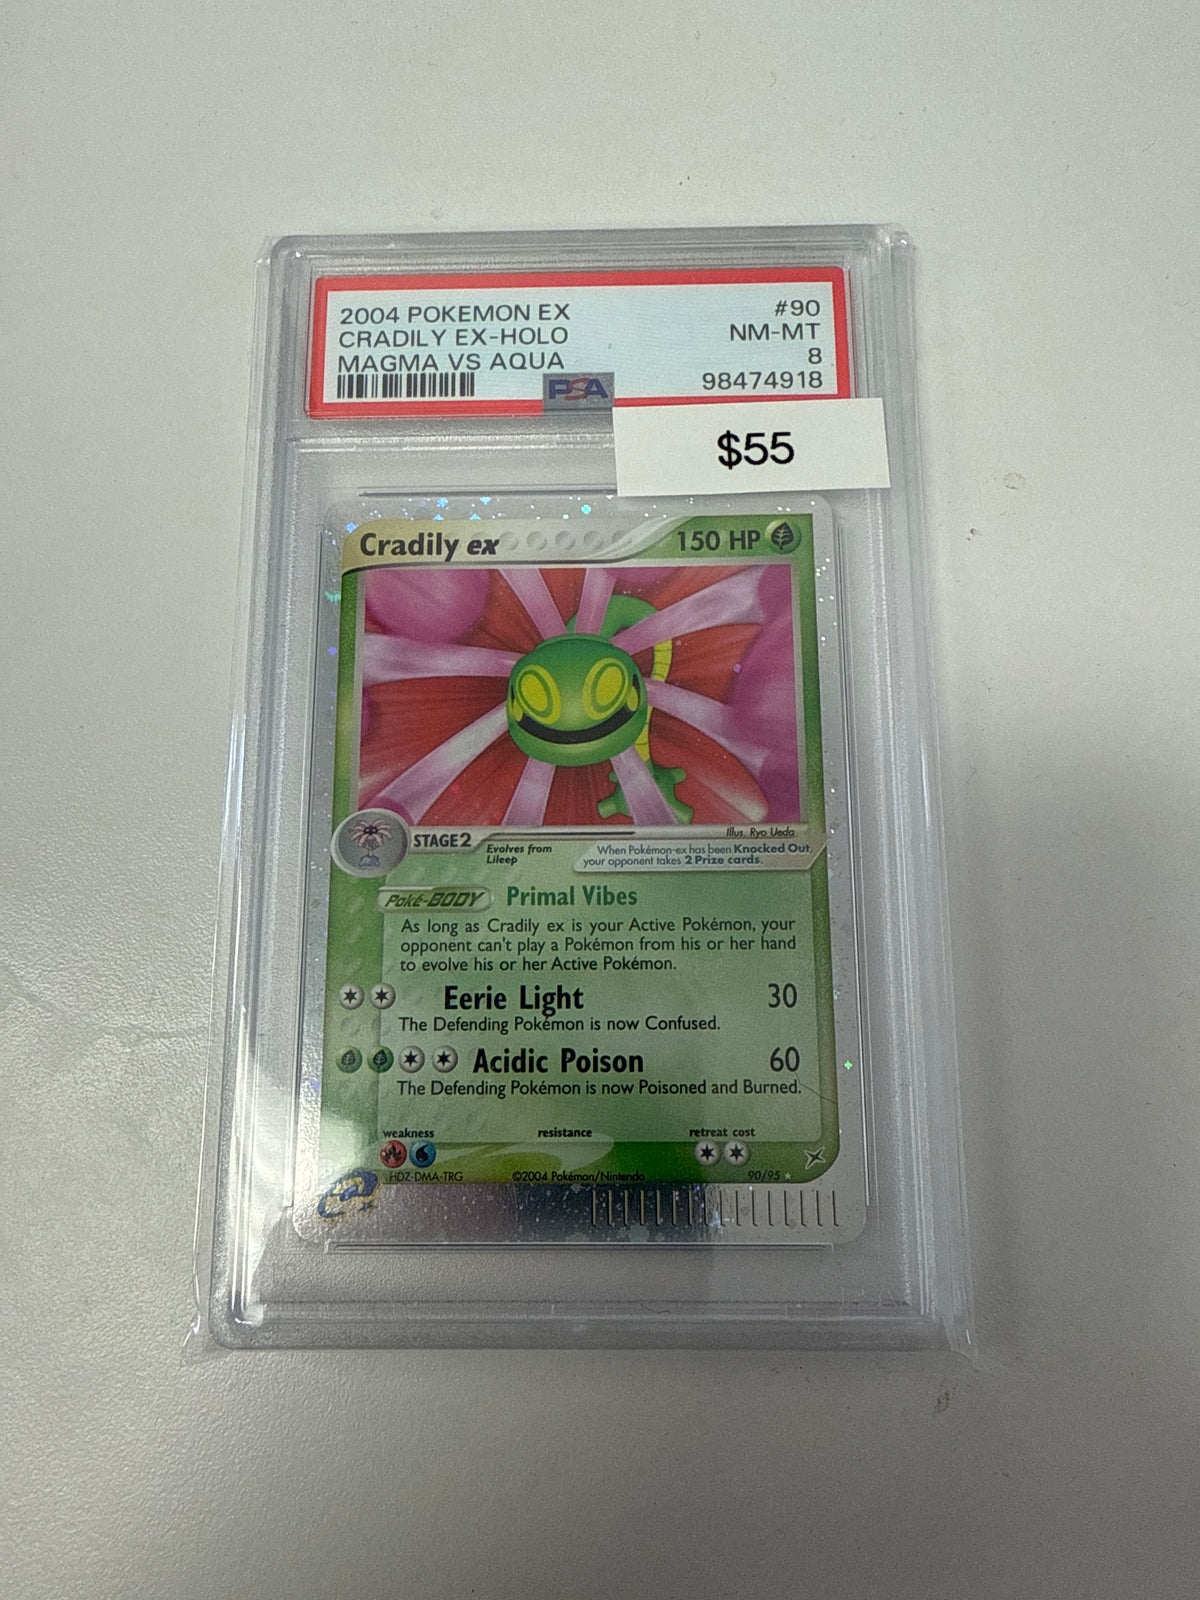 2004 POKEMON EX #90
CRADILY EX-HOLO NM-MT
MAGMA VS AQUA 8
PSA 98474918
$55
Cradily ex 150 HP
Illus. Ryo Ueda
STAGE2
Evolves from
Lileep
When Pokémon-ex has been Knocked Out,
your opponent takes 2 Prize cards.
Poké-BODY Primal Vibes
As long as Cradily ex is your Active Pokémon, your
opponent can't play a Pokémon from his or her hand
to evolve his or her Active Pokémon.
Eerie Light 30
The Defending Pokémon is now Confused.
Acidic Poison 60
The Defending Pokémon is now Poisoned and Burned.
weakness resistance retreat cost
HDZ-DMA-TRG ©2004 Pokémon/Nintendo 90/95